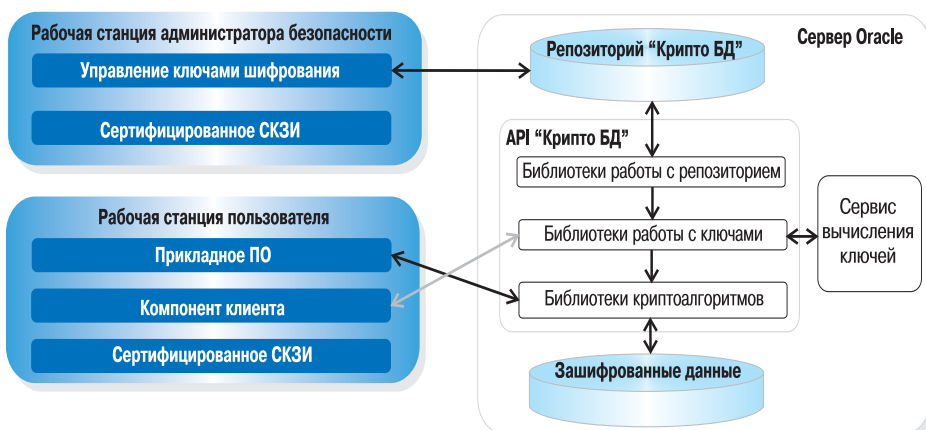 Рабочая станция администратора безопасности
Управление ключами шифрования
Сертифицированное СКЗИ
Рабочая станция пользователя
Прикладное ПО
Компонент клиента
Сертифицированное СКЗИ
Сервер Oracle
Репозиторий “Крипто БД”
API “Крипто БД”
Библиотеки работы с репозиторием
Библиотеки работы с ключами
Библиотеки криптоалгоритмов
Сервис
вычисления
ключей
Зашифрованные данные